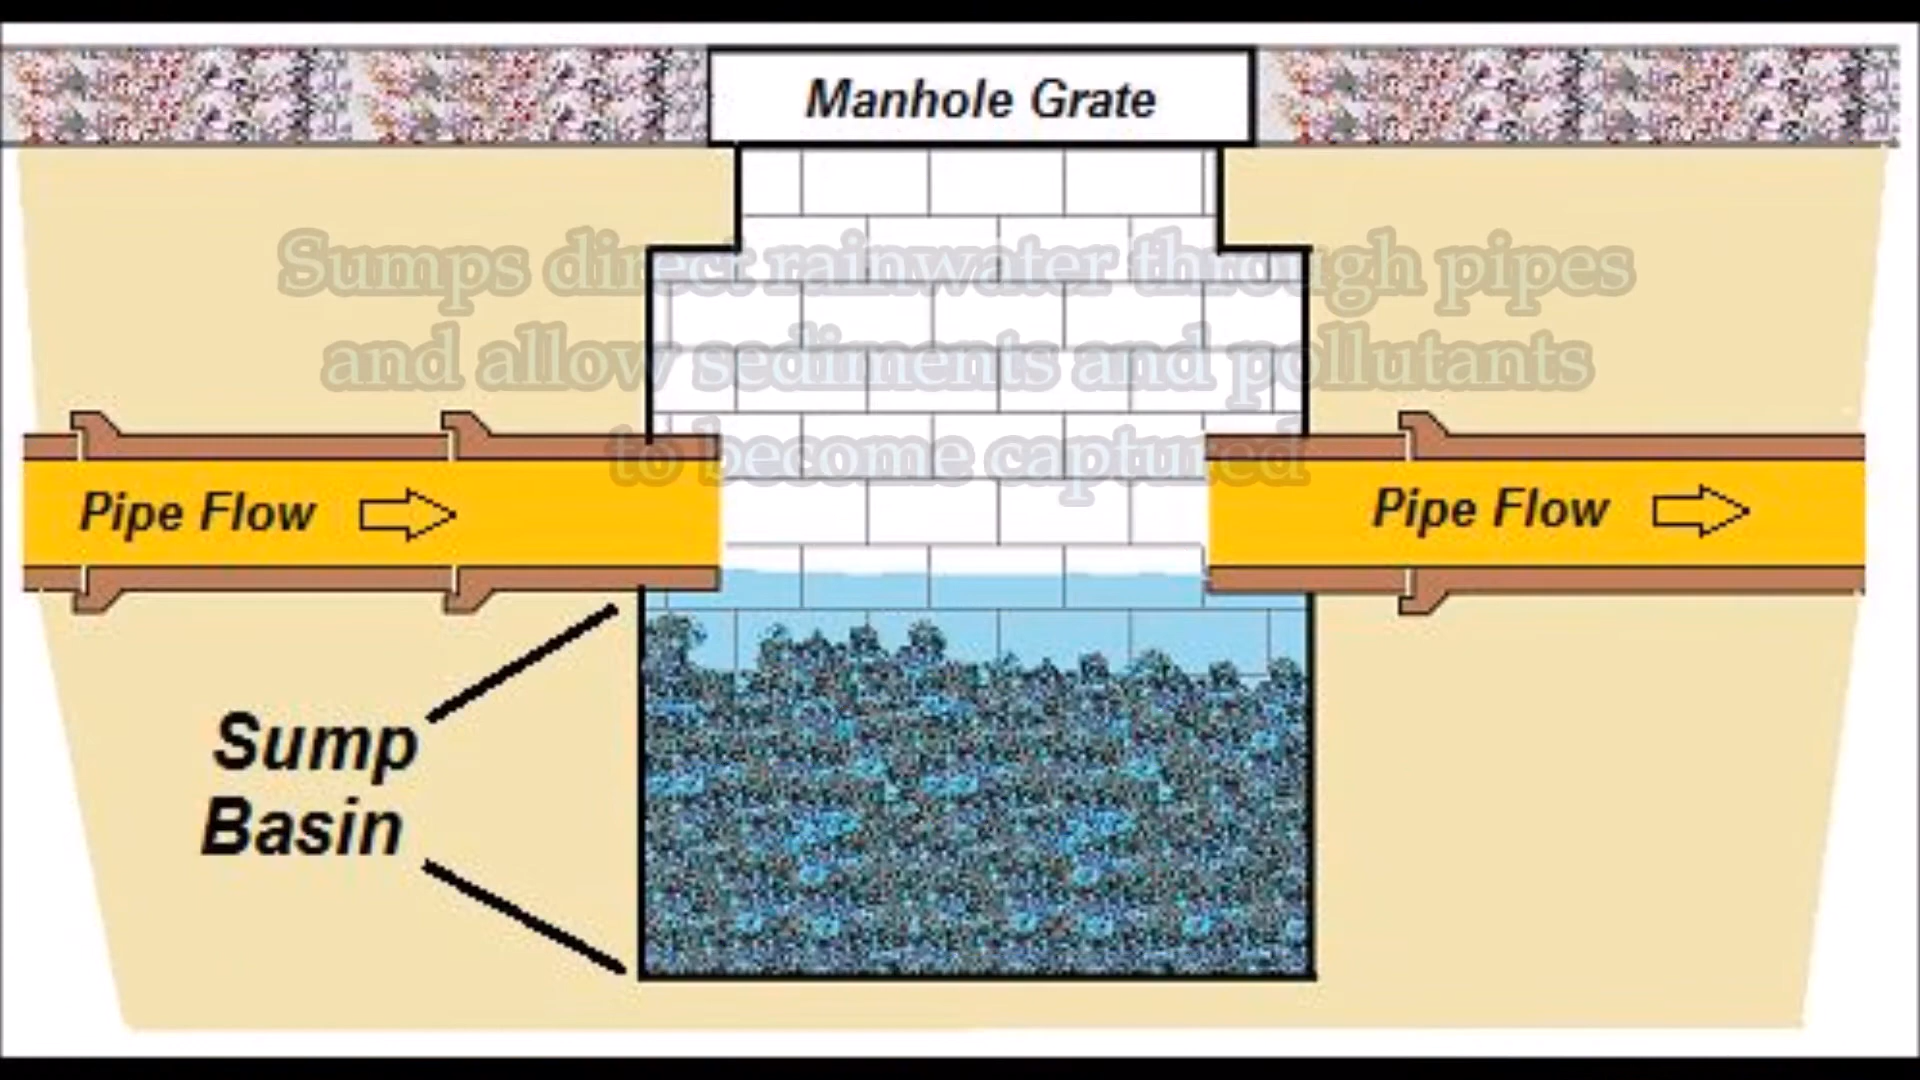 Manhole Grate
Sumps direct rainwater through pipes
and allow sediments and pollutants
to become captured
Pipe Flow
Pipe Flow
Sump
Basin